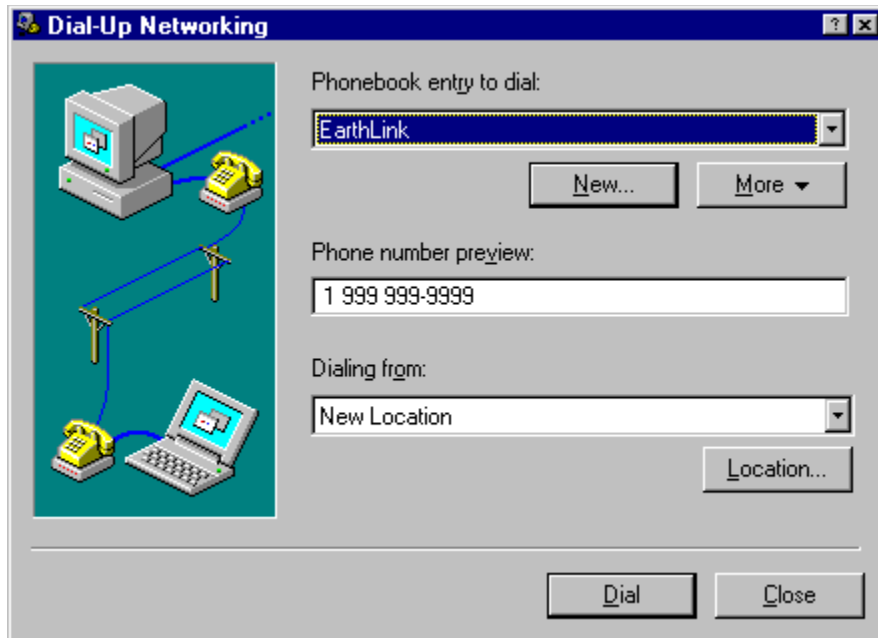 Dial-Up Networking
Phonebook entry to dial:
EarthLink
New... More
Phone number preview:
1 999 999-9999
Dialing from:
New Location
Location...
Dial Close